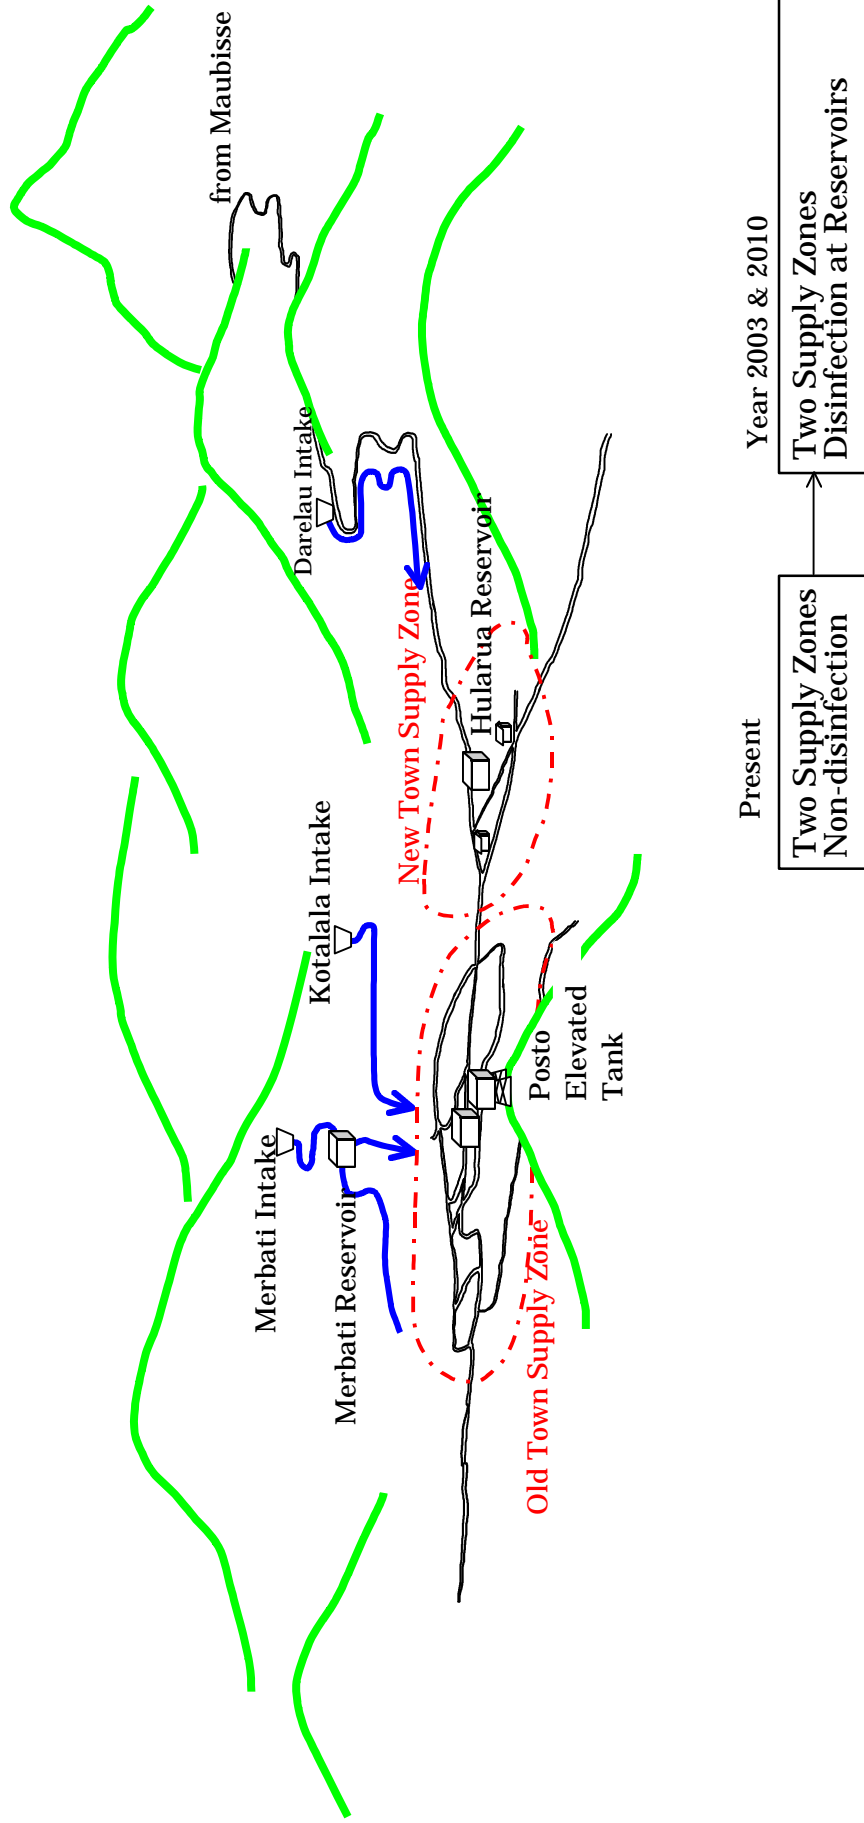 from Maubisse
Darelau Intake
Kotalala Intake
Merbati Intake
Merbati Reservoir
New Town Supply Zone
Hularua Reservoir
Old Town Supply Zone
Posto
Elevated
Tank
Present
Two Supply Zones
Non-disinfection
Year 2003 & 2010
Two Supply Zones
Disinfection at Reservoirs